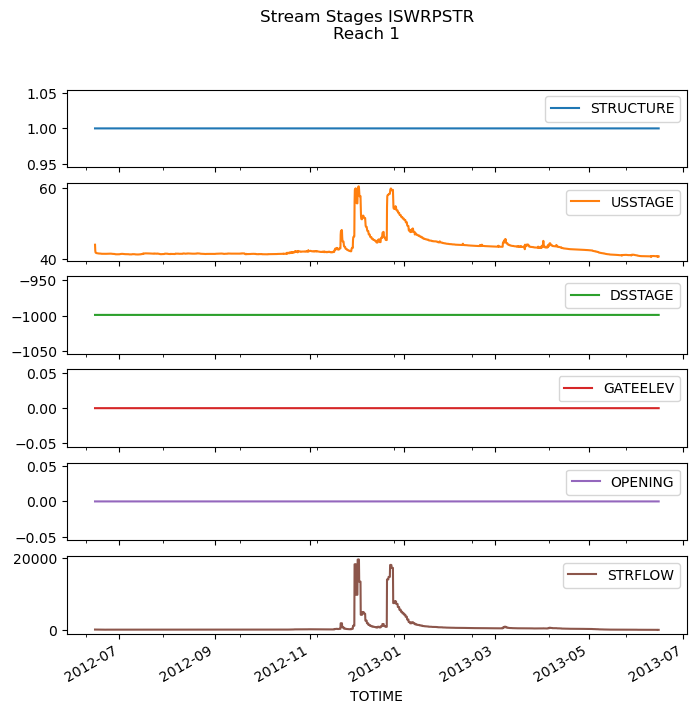 Stream Stages ISWRPSTR
Reach 1
1.05
STRUCTURE
1.00
0.95
60
USSTAGE
40
−950
DSSTAGE
−1000
−1050
0.05
GATEELEV
0.00
−0.05
0.05
OPENING
0.00
−0.05
20000
STRFLOW
0
2012-07
2012-09
2012-11
2013-01
2013-03
2013-05
2013-07
TOTIME